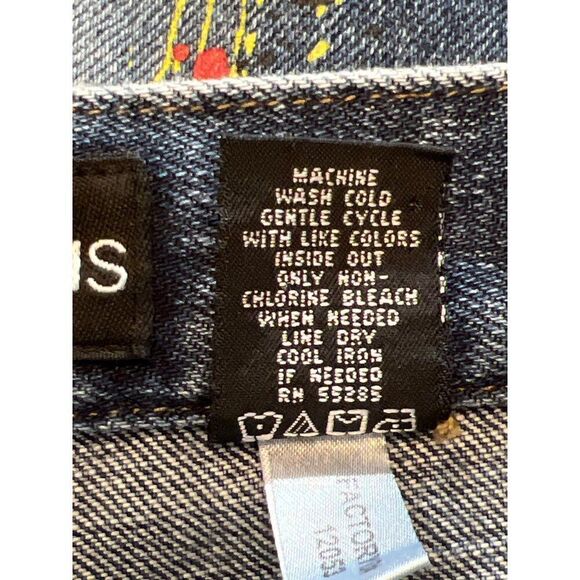 MACHINE
WASH COLD
GENTLE CYCLE
WITH LIKE COLORS
INSIDE OUT
ONLY NON-
CHLORINE BLEACH
WHEN NEEDED
LINE DRY
COOL IRON
IF NEEDED
RN 55285
FACTORY